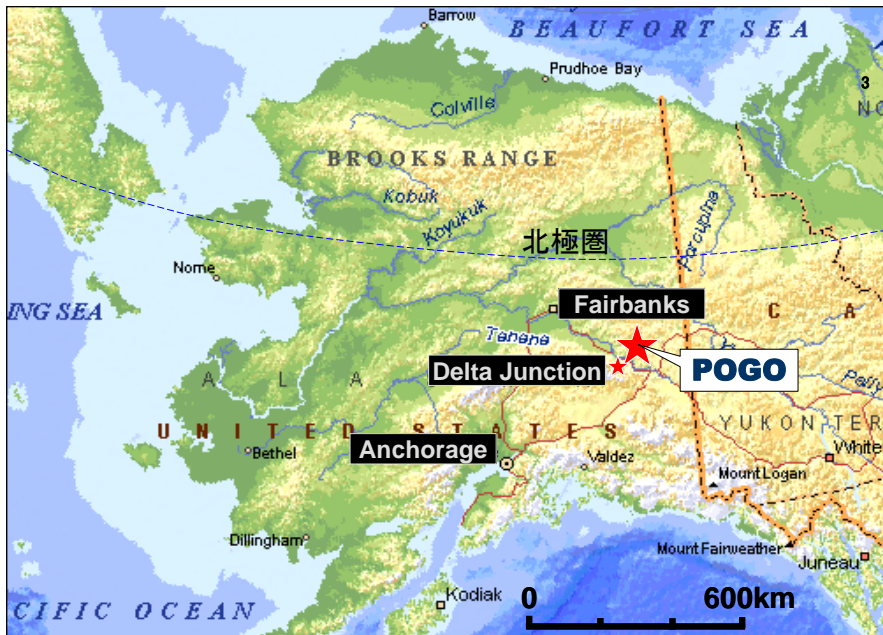 Barrow
BEAUFORT SEA
Prudhoe Bay
3
NO
Colville
BROOKS RANGE
Kobuk
Koyukuk
Porcupine
北極圏
Nome
ING SEA
Fairbanks
C A
Tanana
POGO
Delta Junction
A L A
Pelly
UNITED STATES
YUKON TER
Anchorage
White
Bethel
Valdez
Mount Logan
Dillingham
Mount Fairweather
Juneau
Kodiak
CIFIC OCEAN
0 600km